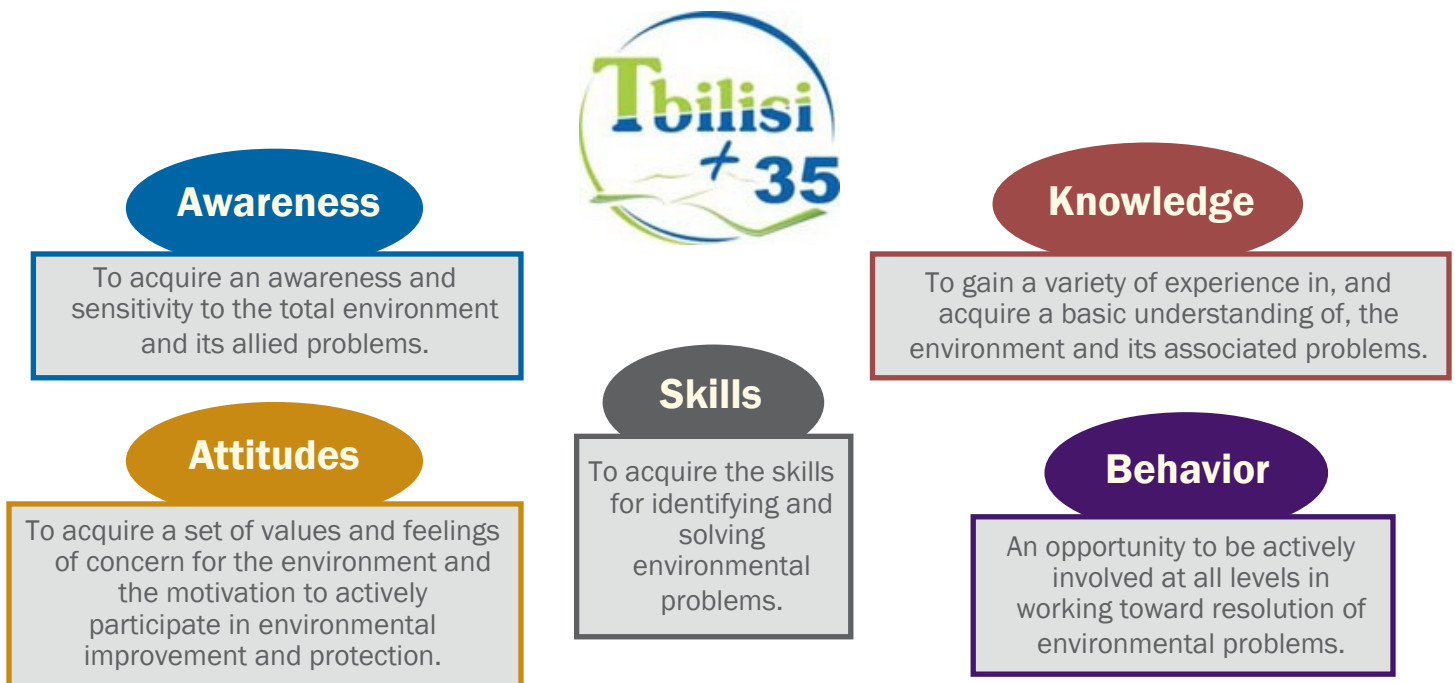 Tbilisi
+ 35
Awareness
To acquire an awareness and
sensitivity to the total environment
and its allied problems.
Knowledge
To gain a variety of experience in, and
acquire a basic understanding of, the
environment and its associated problems.
Attitudes
To acquire a set of values and feelings
of concern for the environment and
the motivation to actively
participate in environmental
improvement and protection.
Skills
To acquire the skills
for identifying and
solving
environmental
problems.
Behavior
An opportunity to be actively
involved at all levels in
working toward resolution of
environmental problems.